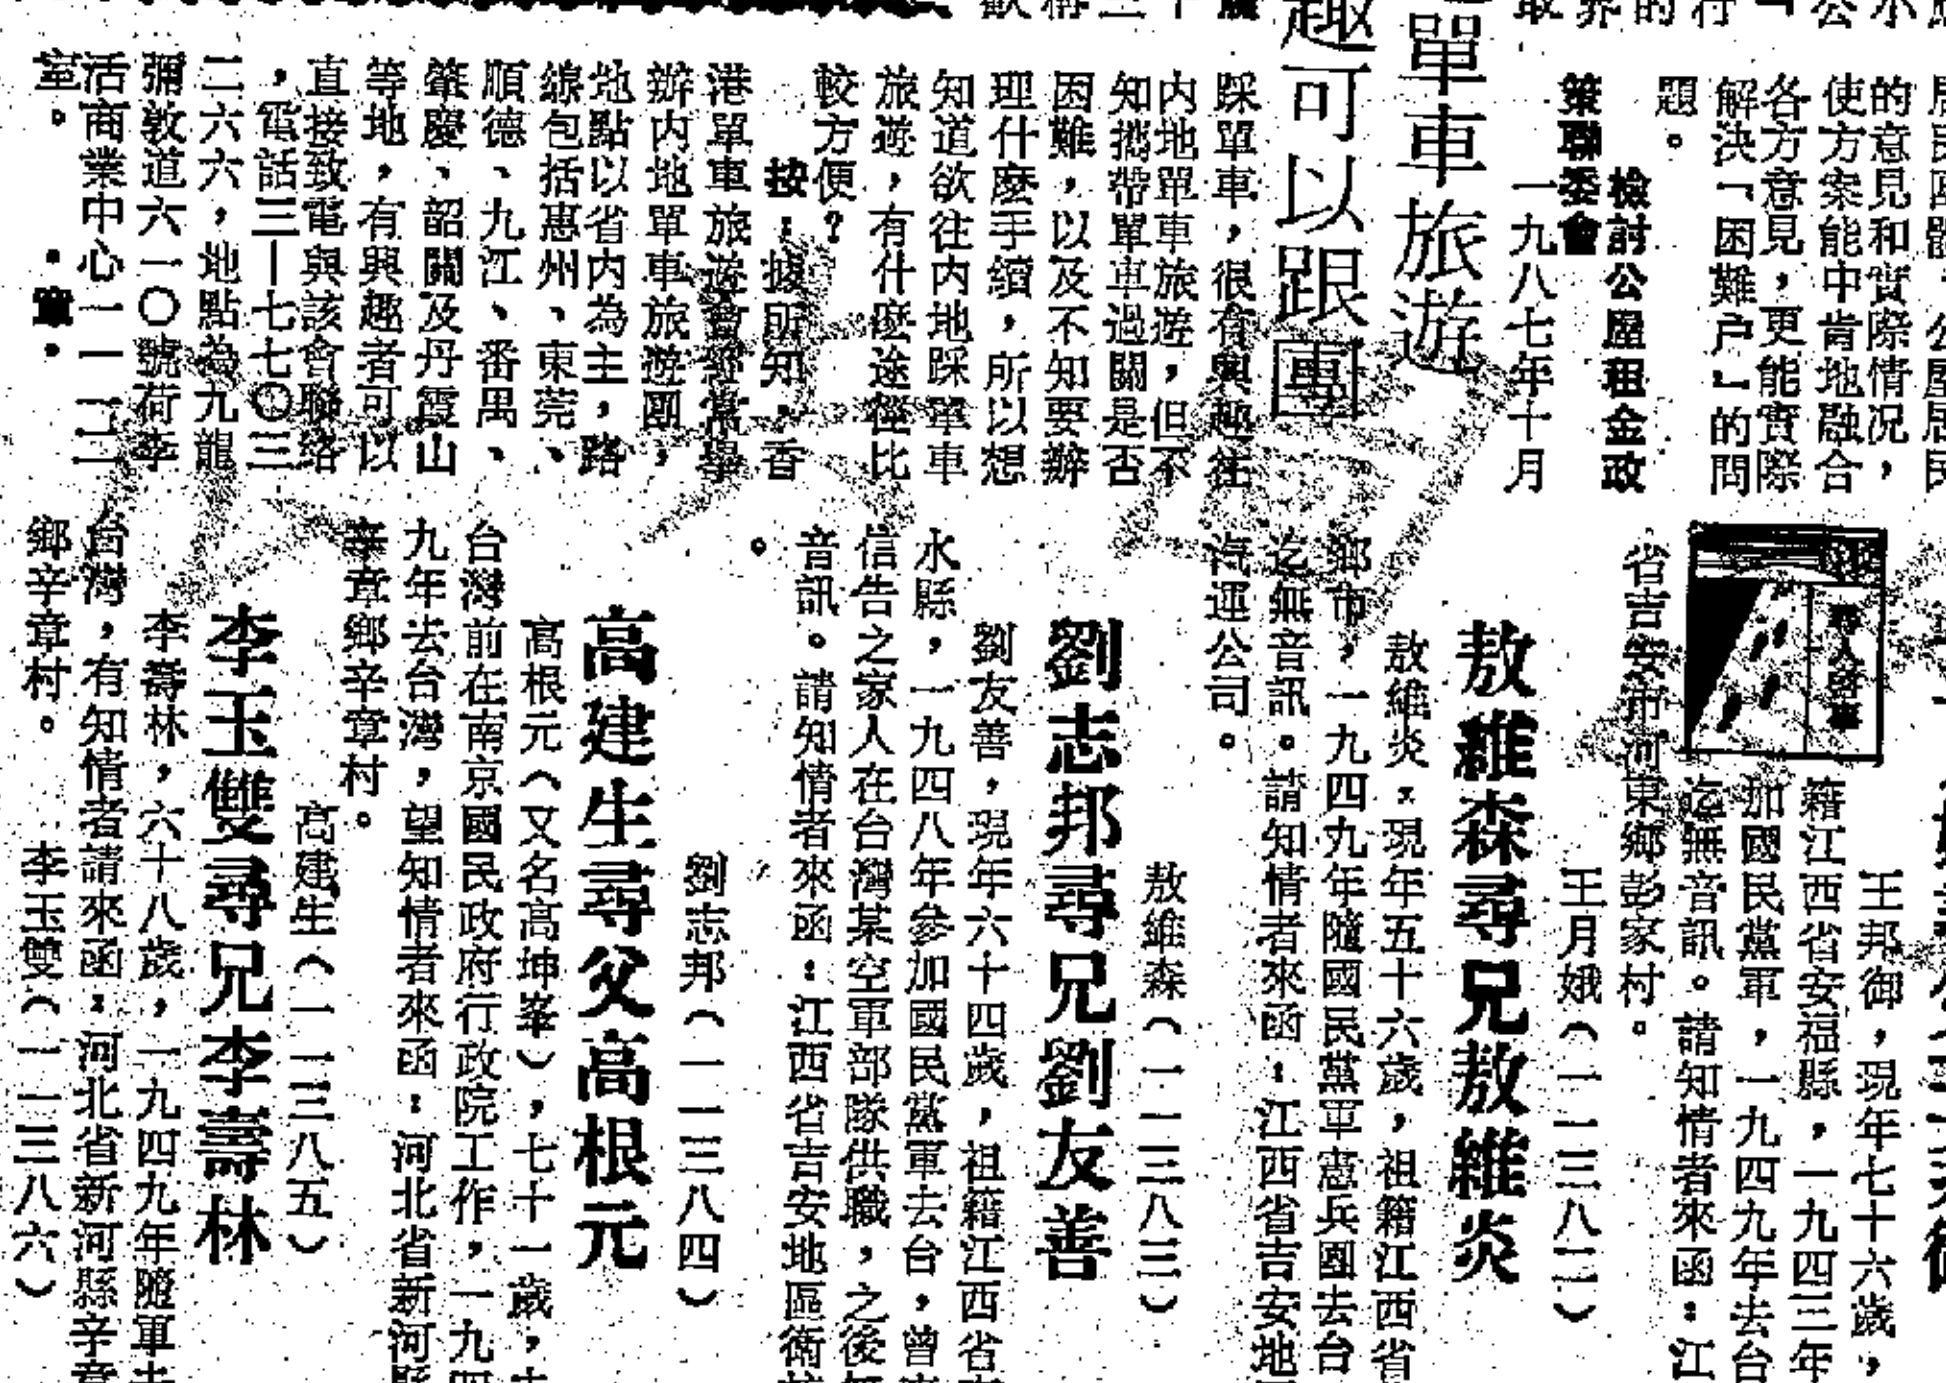 的意見和實際情況，
使方案能中肯地融合
各方意見，更能實際
解決「困難户」的問
題。
檢討公屋租金政
策聯委會
一九八七年十月
單車旅遊
趣可以跟團
踩單車，很有興趣往
内地單車旅遊，但不
知攜帶單車過關是否
困難，以及不知要辦
理什麽手續，所以想
知道欲往内地踩單車
旅遊，有什麽途徑比
較方便？
按：據所知，香
港單車旅遊會經常舉
辦内地單車旅遊團，
地點以省内為主，路
線包括惠州、東莞、
順德、九江、番禺、
肇慶、韶關及丹霞山
等地，有興趣者可以
直接致電與該會聯絡
，電話三—七七〇三
二六六，地點為九龍
彌敦道六一〇號荷李
活商業中心一一一二
室。
尋人啓事
王邦御，現年七十六歲，
籍江西省安福縣，一九四三年
加國民黨軍，一九四九年去台
迄無音訊。請知情者來函：江
省吉安市河東鄉彭家村。
王月娥（一一三八二）
敖維森尋兄敖維炎
敖維炎，現年五十六歲，祖籍江西省
鄉市，一九四九年隨國民黨軍憲兵團去台
迄無音訊。請知情者來函：江西省吉安地
汽運公司。
敖維森（一一三八三）
劉志邦尋兄劉友善
劉友善，現年六十四歲，祖籍江西省
水縣，一九四八年參加國民黨軍去台，曾
信告之家人在台灣某空軍部隊供職，之後
音訊。請知情者來函：江西省吉安地區衛
。
劉志邦（一一三八四）
高建生尋父高根元
高根元（又名高坤峯），七十一歲，
台灣前在南京國民政府行政院工作，一九四
九年去台灣，望知情者來函：河北省新河縣
辛章鄉辛章村。
高建生（一一三八五）
李玉雙尋兄李壽林
李壽林，六十八歲，一九四九年隨軍去
台灣，有知情者請來函：河北省新河縣辛章
鄉辛章村。
李玉雙（一一三八六）